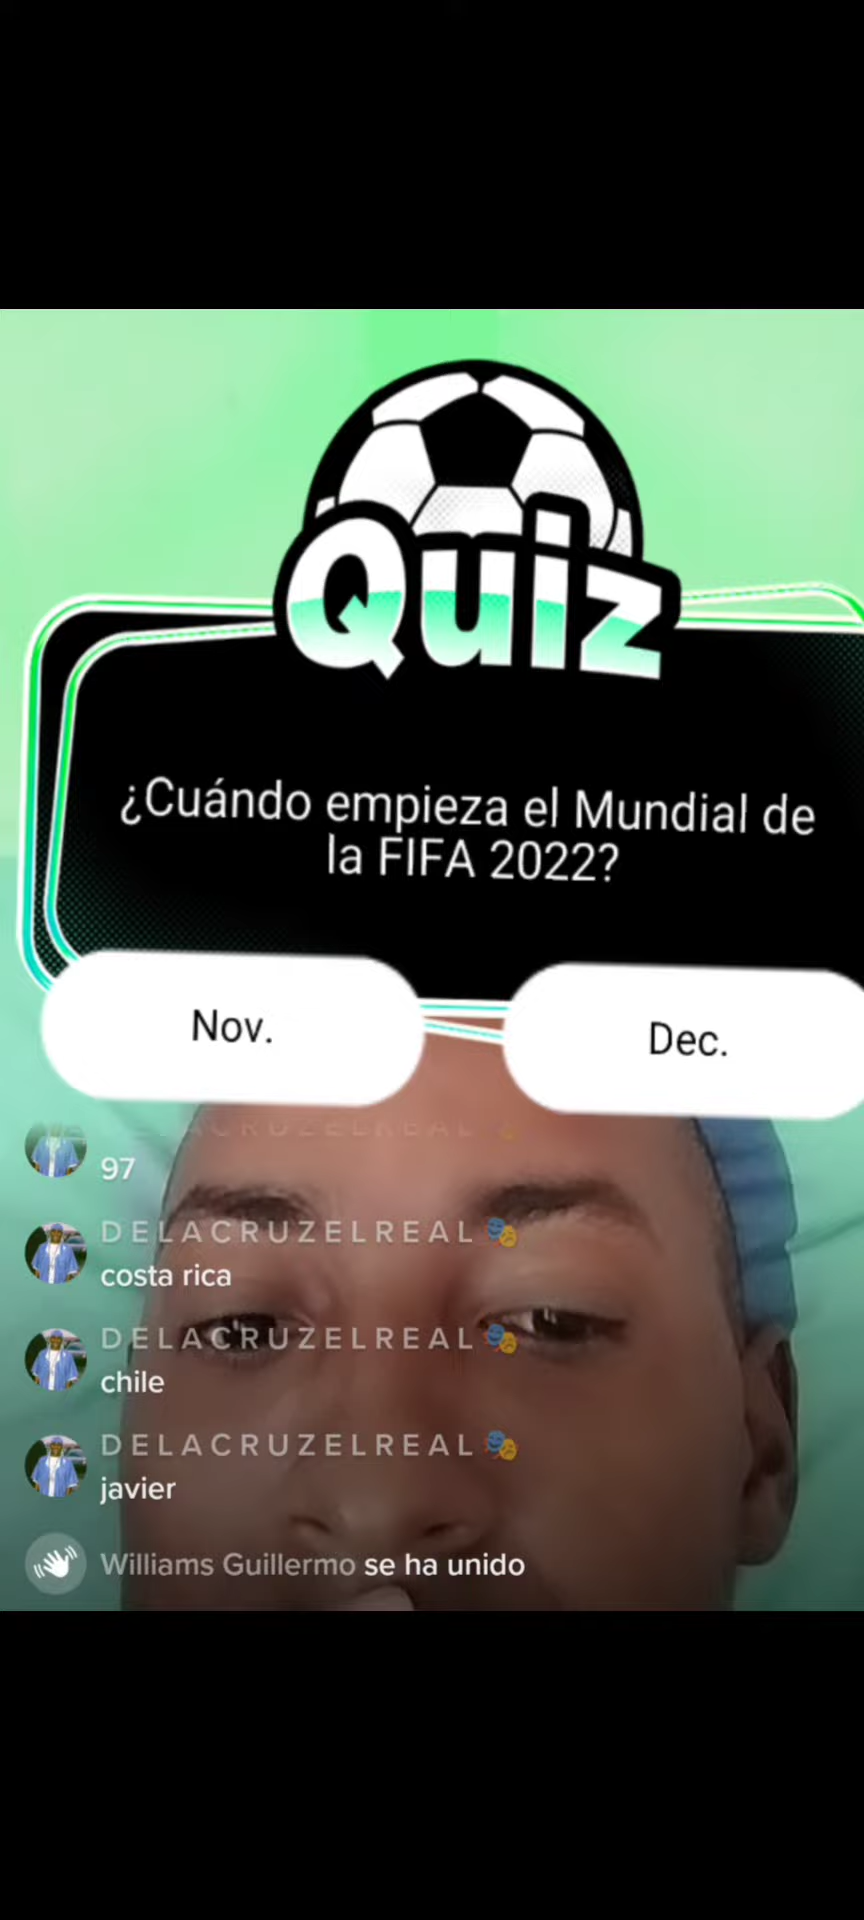 Quiz
¿Cuándo empieza el Mundial de
la FIFA 2022?
Nov.
Dec.
DELACRUZELREAL
97
DELACRUZELREAL 🎭
costa rica
DELACRUZELREAL 🎭
chile
DELACRUZELREAL 🎭
javier
Williams Guillermo se ha unido